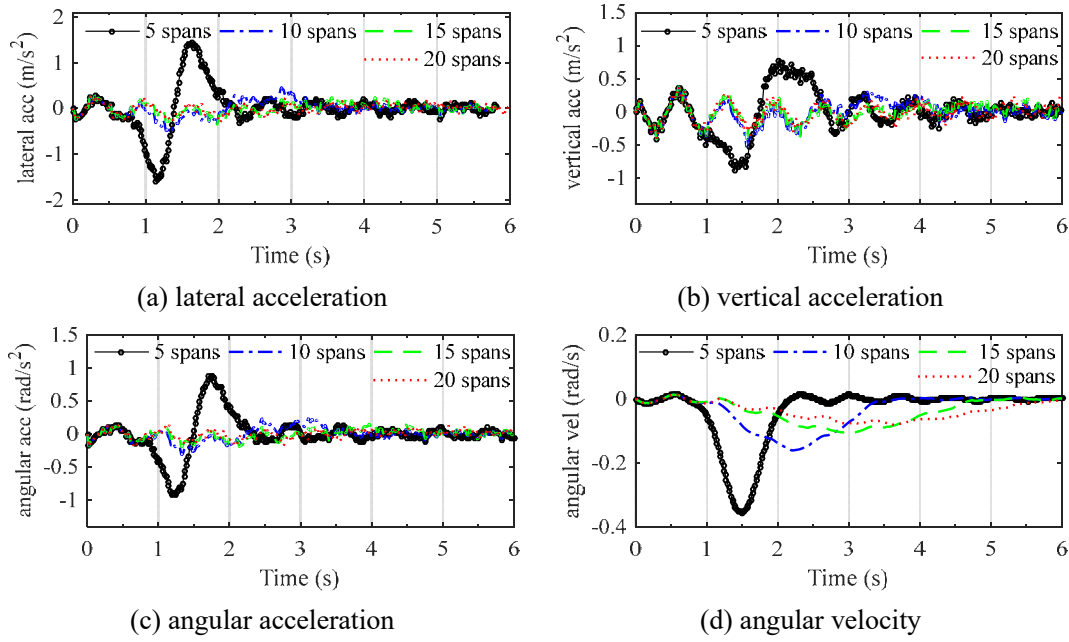 lateral acc (m/s²)
2
1
0
-1
-2
5 spans
10 spans
15 spans
20 spans
0 1 2 3 4 5 6
Time (s)
(a) lateral acceleration
vertical acc (m/s²)
1.5
1
0.5
0
-0.5
-1
5 spans
10 spans
15 spans
20 spans
0 1 2 3 4 5 6
Time (s)
(b) vertical acceleration
angular acc (rad/s²)
1.5
1
0.5
0
-0.5
-1
5 spans
10 spans
15 spans
20 spans
0 1 2 3 4 5 6
Time (s)
(c) angular acceleration
angular vel (rad/s)
0.2
0
-0.2
-0.4
5 spans
10 spans
15 spans
20 spans
0 1 2 3 4 5 6
Time (s)
(d) angular velocity